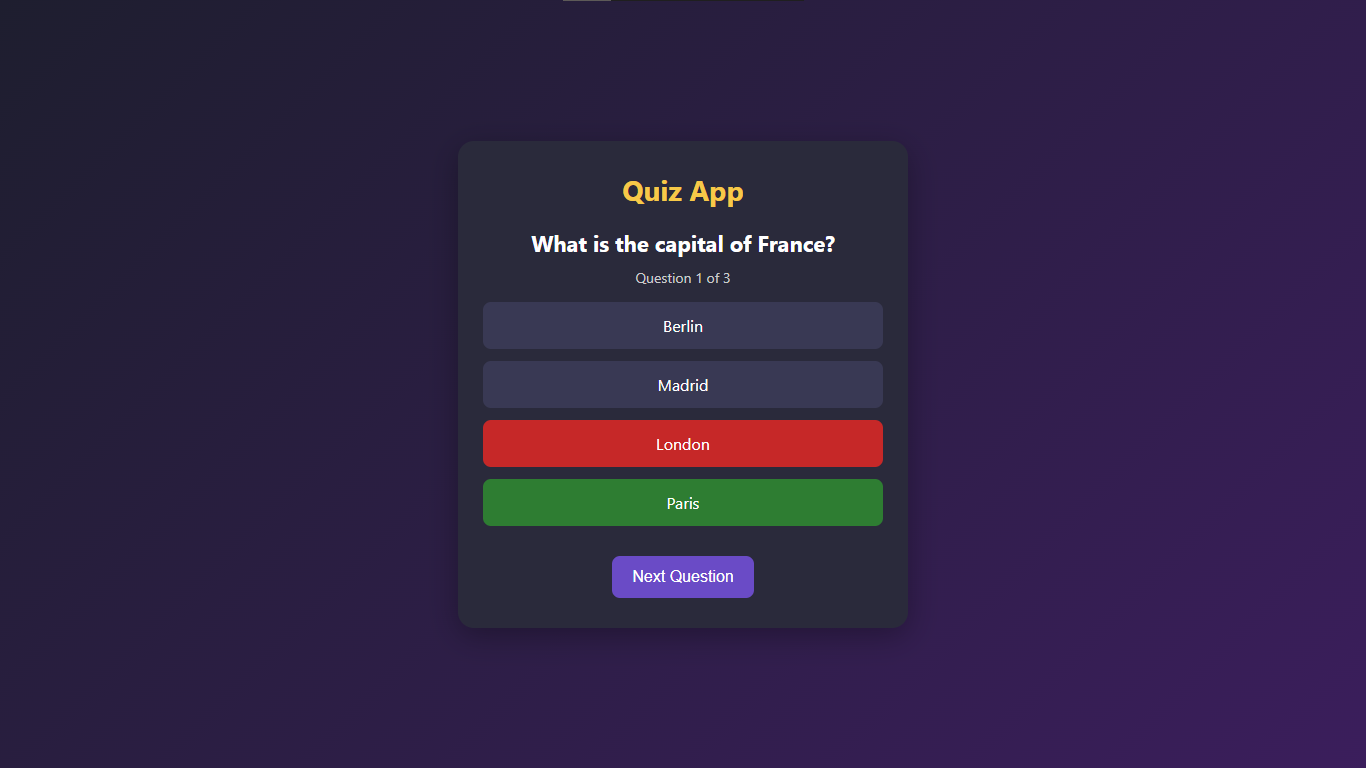 Quiz App
What is the capital of France?
Question 1 of 3
Berlin
Madrid
London
Paris
Next Question